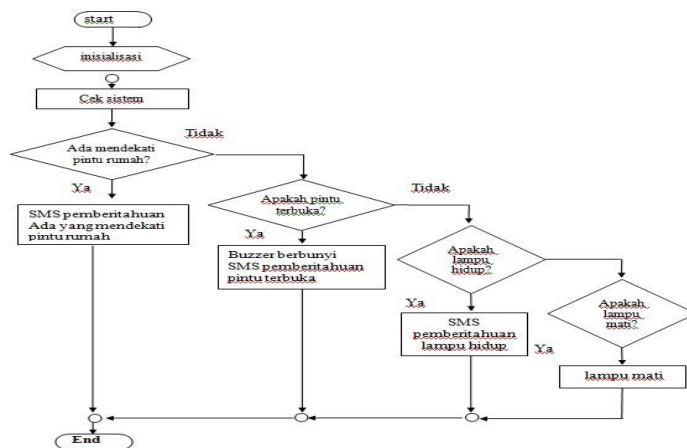 start
inisialisasi
Cek sistem
Ada mendekati
pintu rumah?
Tidak
Ya
SMS pemberitahuan
Ada yang mendekati
pintu rumah
Apakah pintu
terbuka?
Tidak
Ya
Buzzer berbunyi
SMS pemberitahuan
pintu terbuka
Apakah
lampu
hidup?
Ya
SMS
pemberitahuan
lampu hidup
Apakah
lampu
mati?
Ya
lampu mati
End